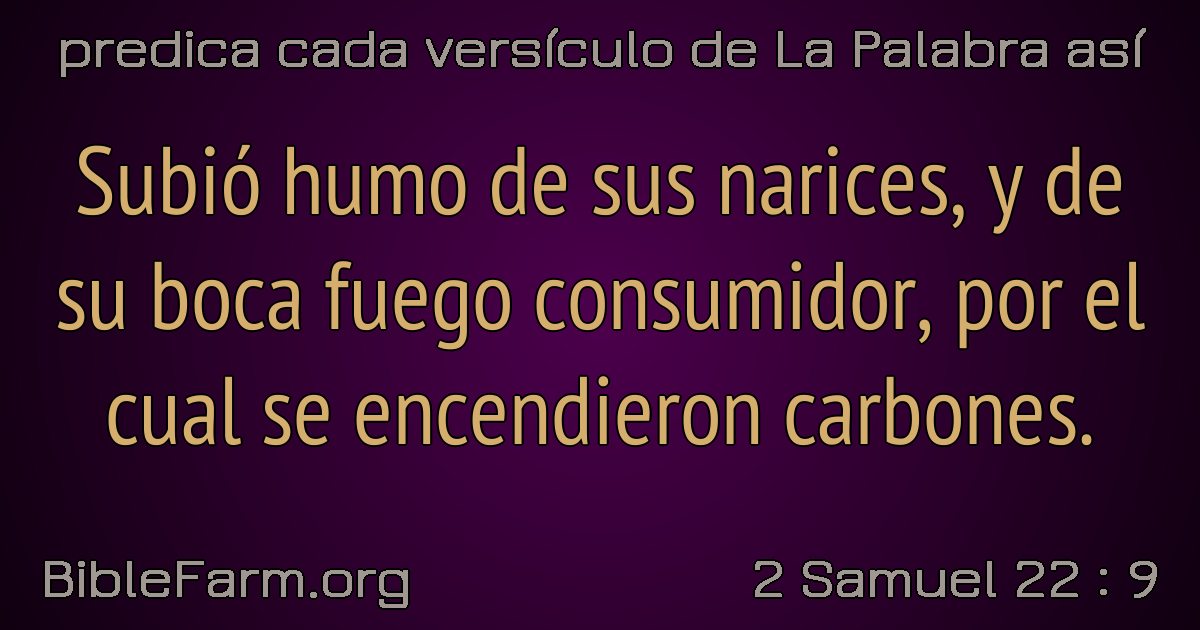 predica cada versículo de La Palabra así
Subió humo de sus narices, y de
su boca fuego consumidor, por el
cual se encendieron carbones.
BibleFarm.org
2 Samuel 22 : 9